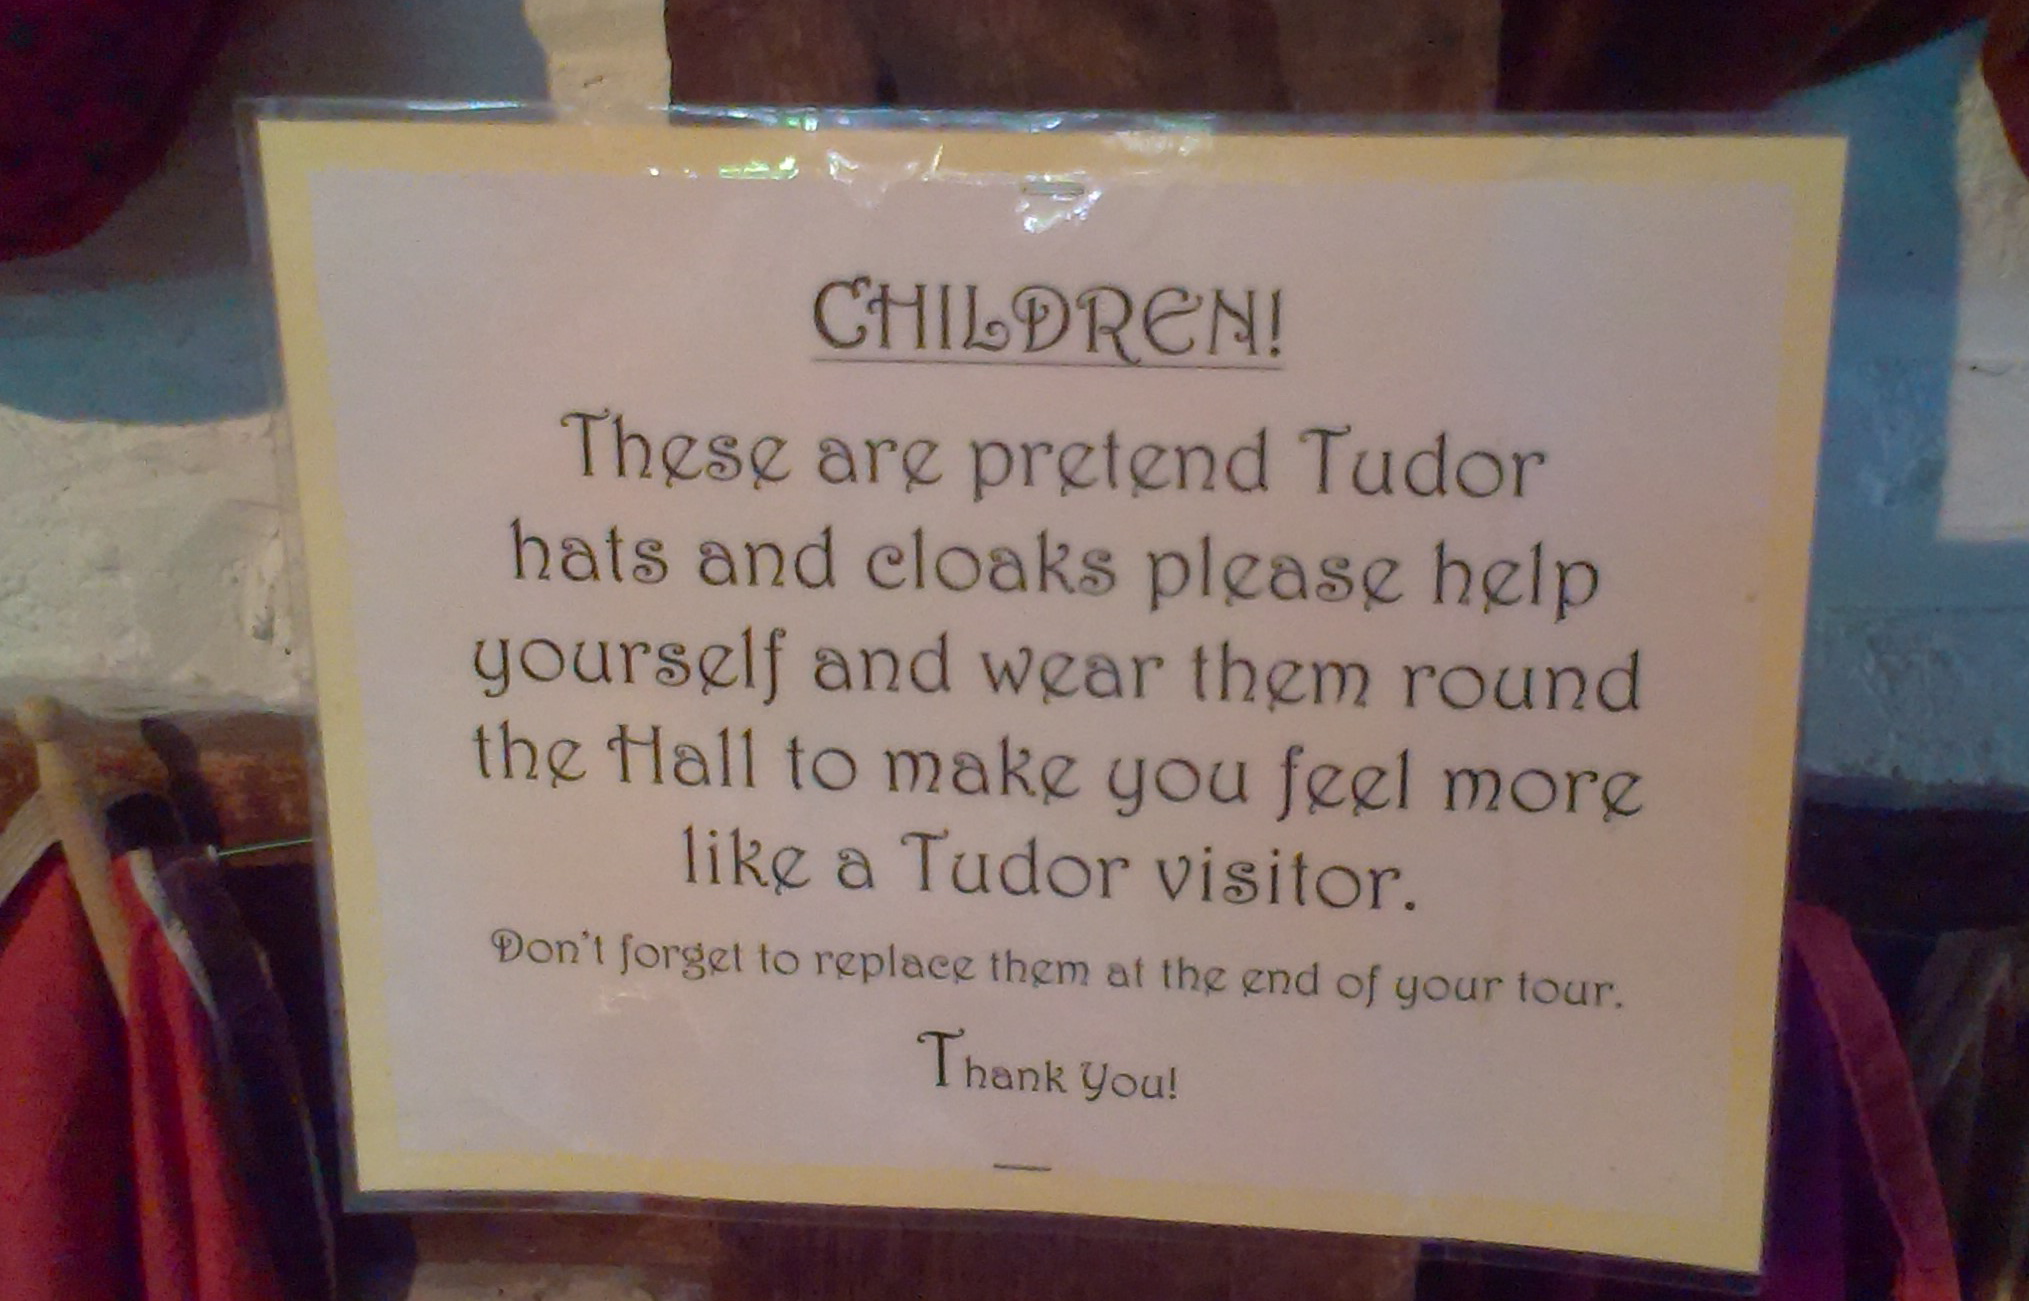 CHILDREN!
These are pretend Tudor
hats and cloaks please help
yourself and wear them round
the Hall to make you feel more
like a Tudor visitor.
Don't forget to replace them at the end of your tour.
Thank You!